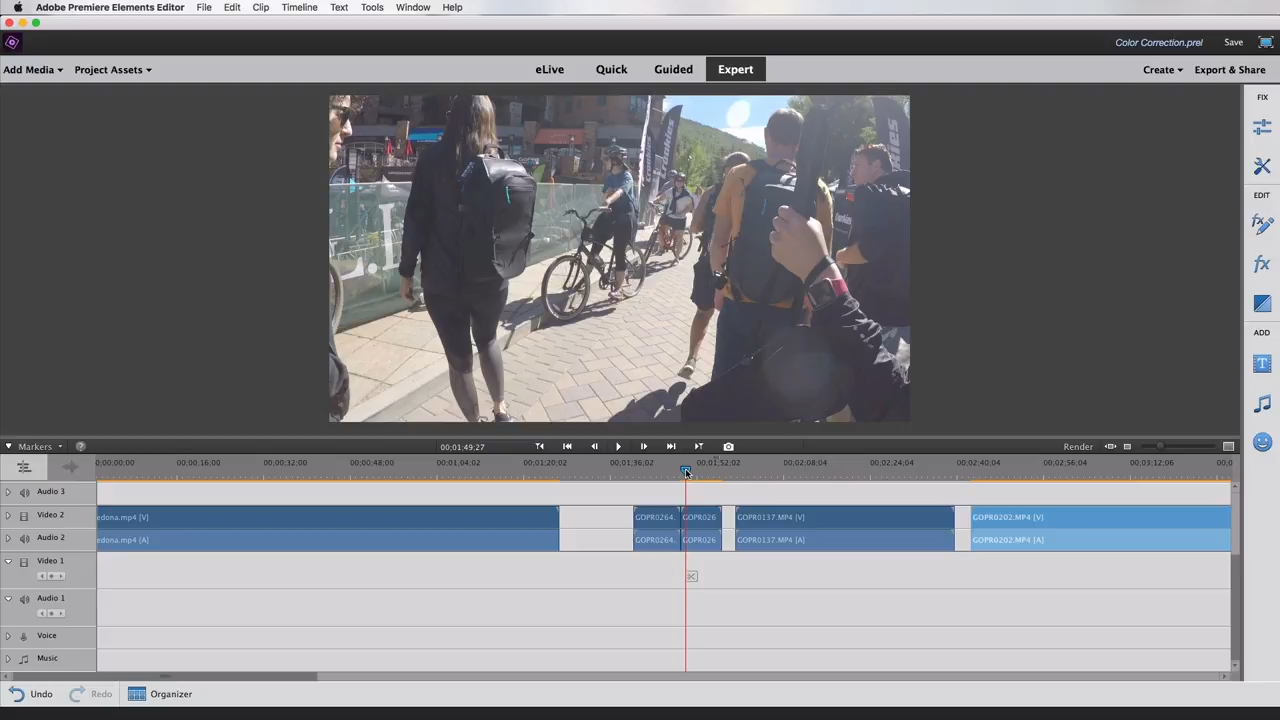 Adobe Premiere Elements Editor File Edit Clip Timeline Text Tools Window Help
Color Correction.prel Save
Add Media Project Assets eLive Quick Guided Expert Create Export & Share
FIX
EDIT
ADD
Markers 00;01;49;27 Render
0;00;00;00 00;00;16;00 00;00;32;00 00;00;48;00 00;01;04;02 00;01;20;02 00;01;36;02 00;01;52;02 00;02;08;04 00;02;24;04 00;02;40;04 00;02;56;04 00;03;12;06 00;0
Audio 3
Video 2 edona.mp4 [V] GOPR0264. GOPR026 GOPR0137.MP4 [V] GOPR0202.MP4 [V]
Audio 2 edona.mp4 [A] GOPR0264. GOPR026 GOPR0137.MP4 [A] GOPR0202.MP4 [A]
Video 1
Audio 1
Voice
Music
Undo Redo Organizer